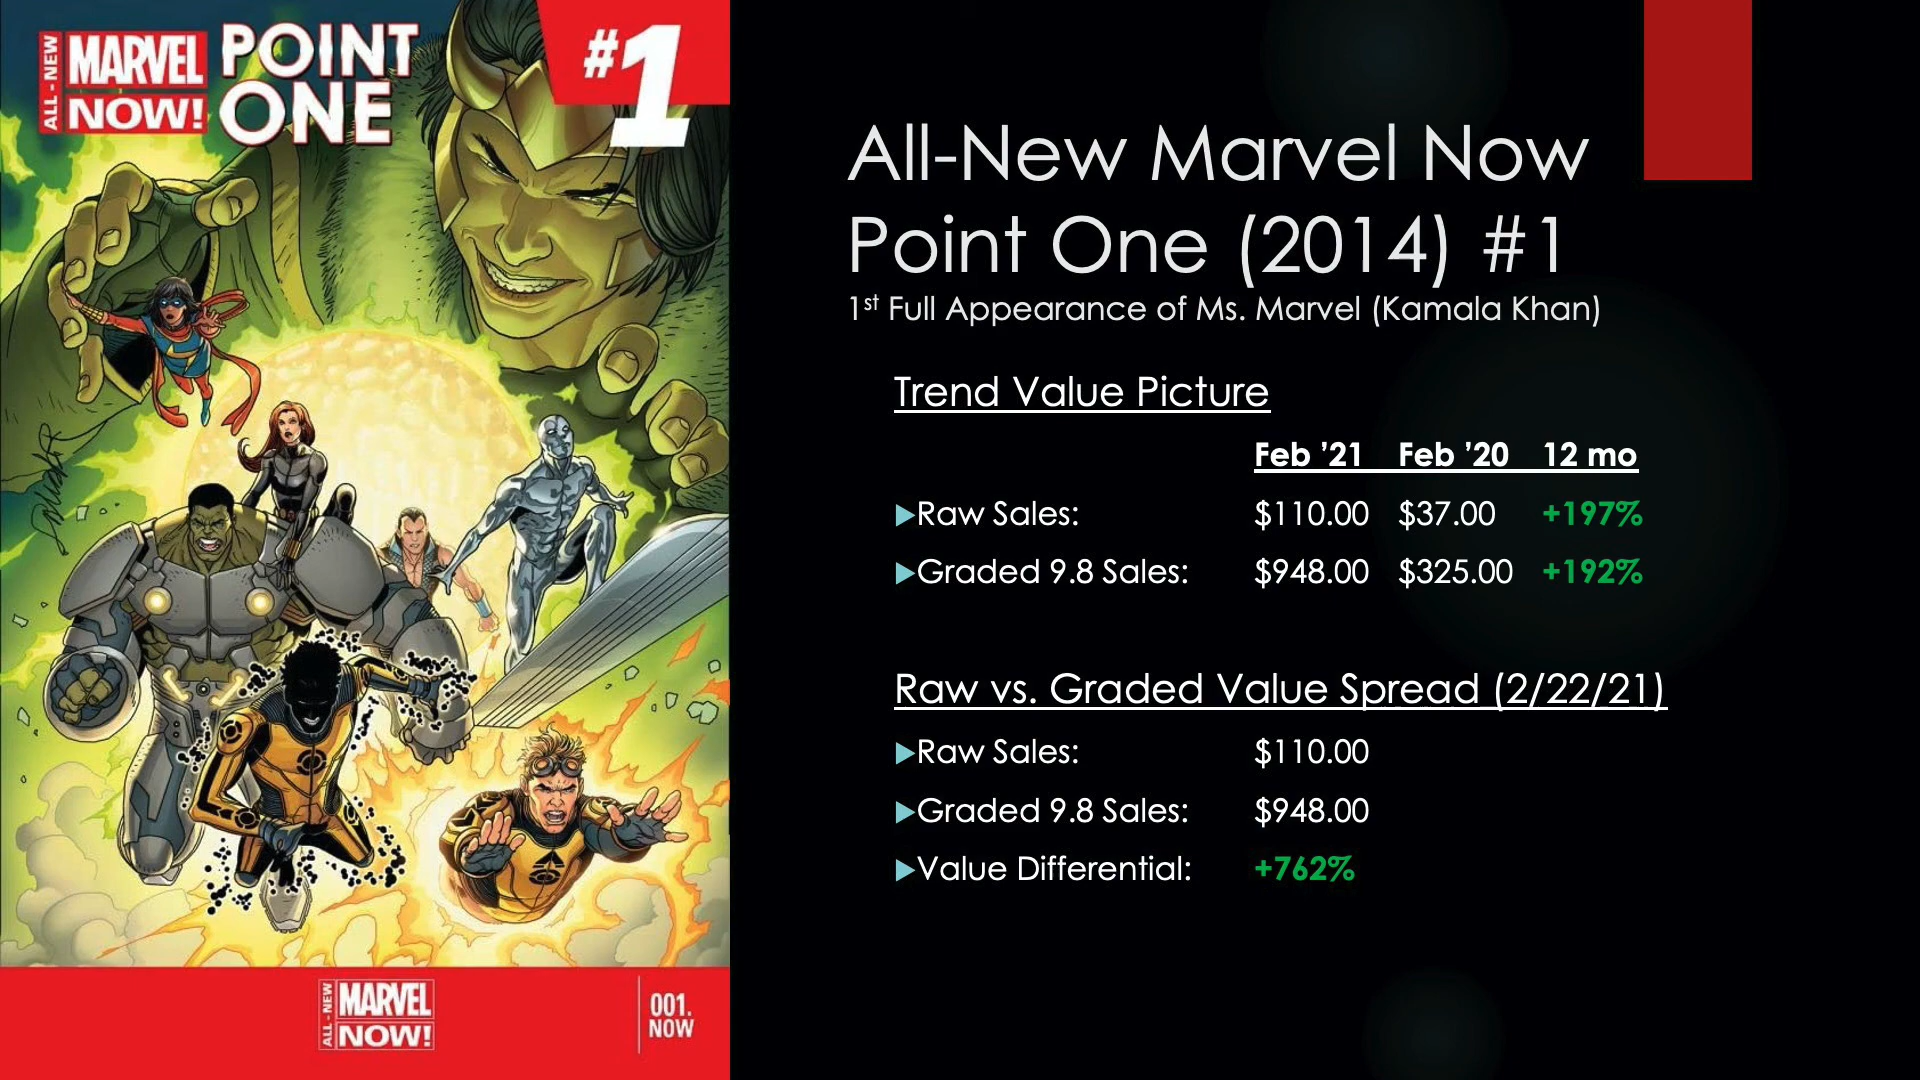 ALL-NEW MARVEL NOW! POINT ONE
#1
All-New Marvel Now
Point One (2014) #1
1st Full Appearance of Ms. Marvel (Kamala Khan)
Trend Value Picture
Feb ’21 Feb ’20 12 mo
▶Raw Sales: $110.00 $37.00 +197%
▶Graded 9.8 Sales: $948.00 $325.00 +192%
Raw vs. Graded Value Spread (2/22/21)
▶Raw Sales: $110.00
▶Graded 9.8 Sales: $948.00
▶Value Differential: +762%
ALL-NEW MARVEL NOW!
001.
NOW